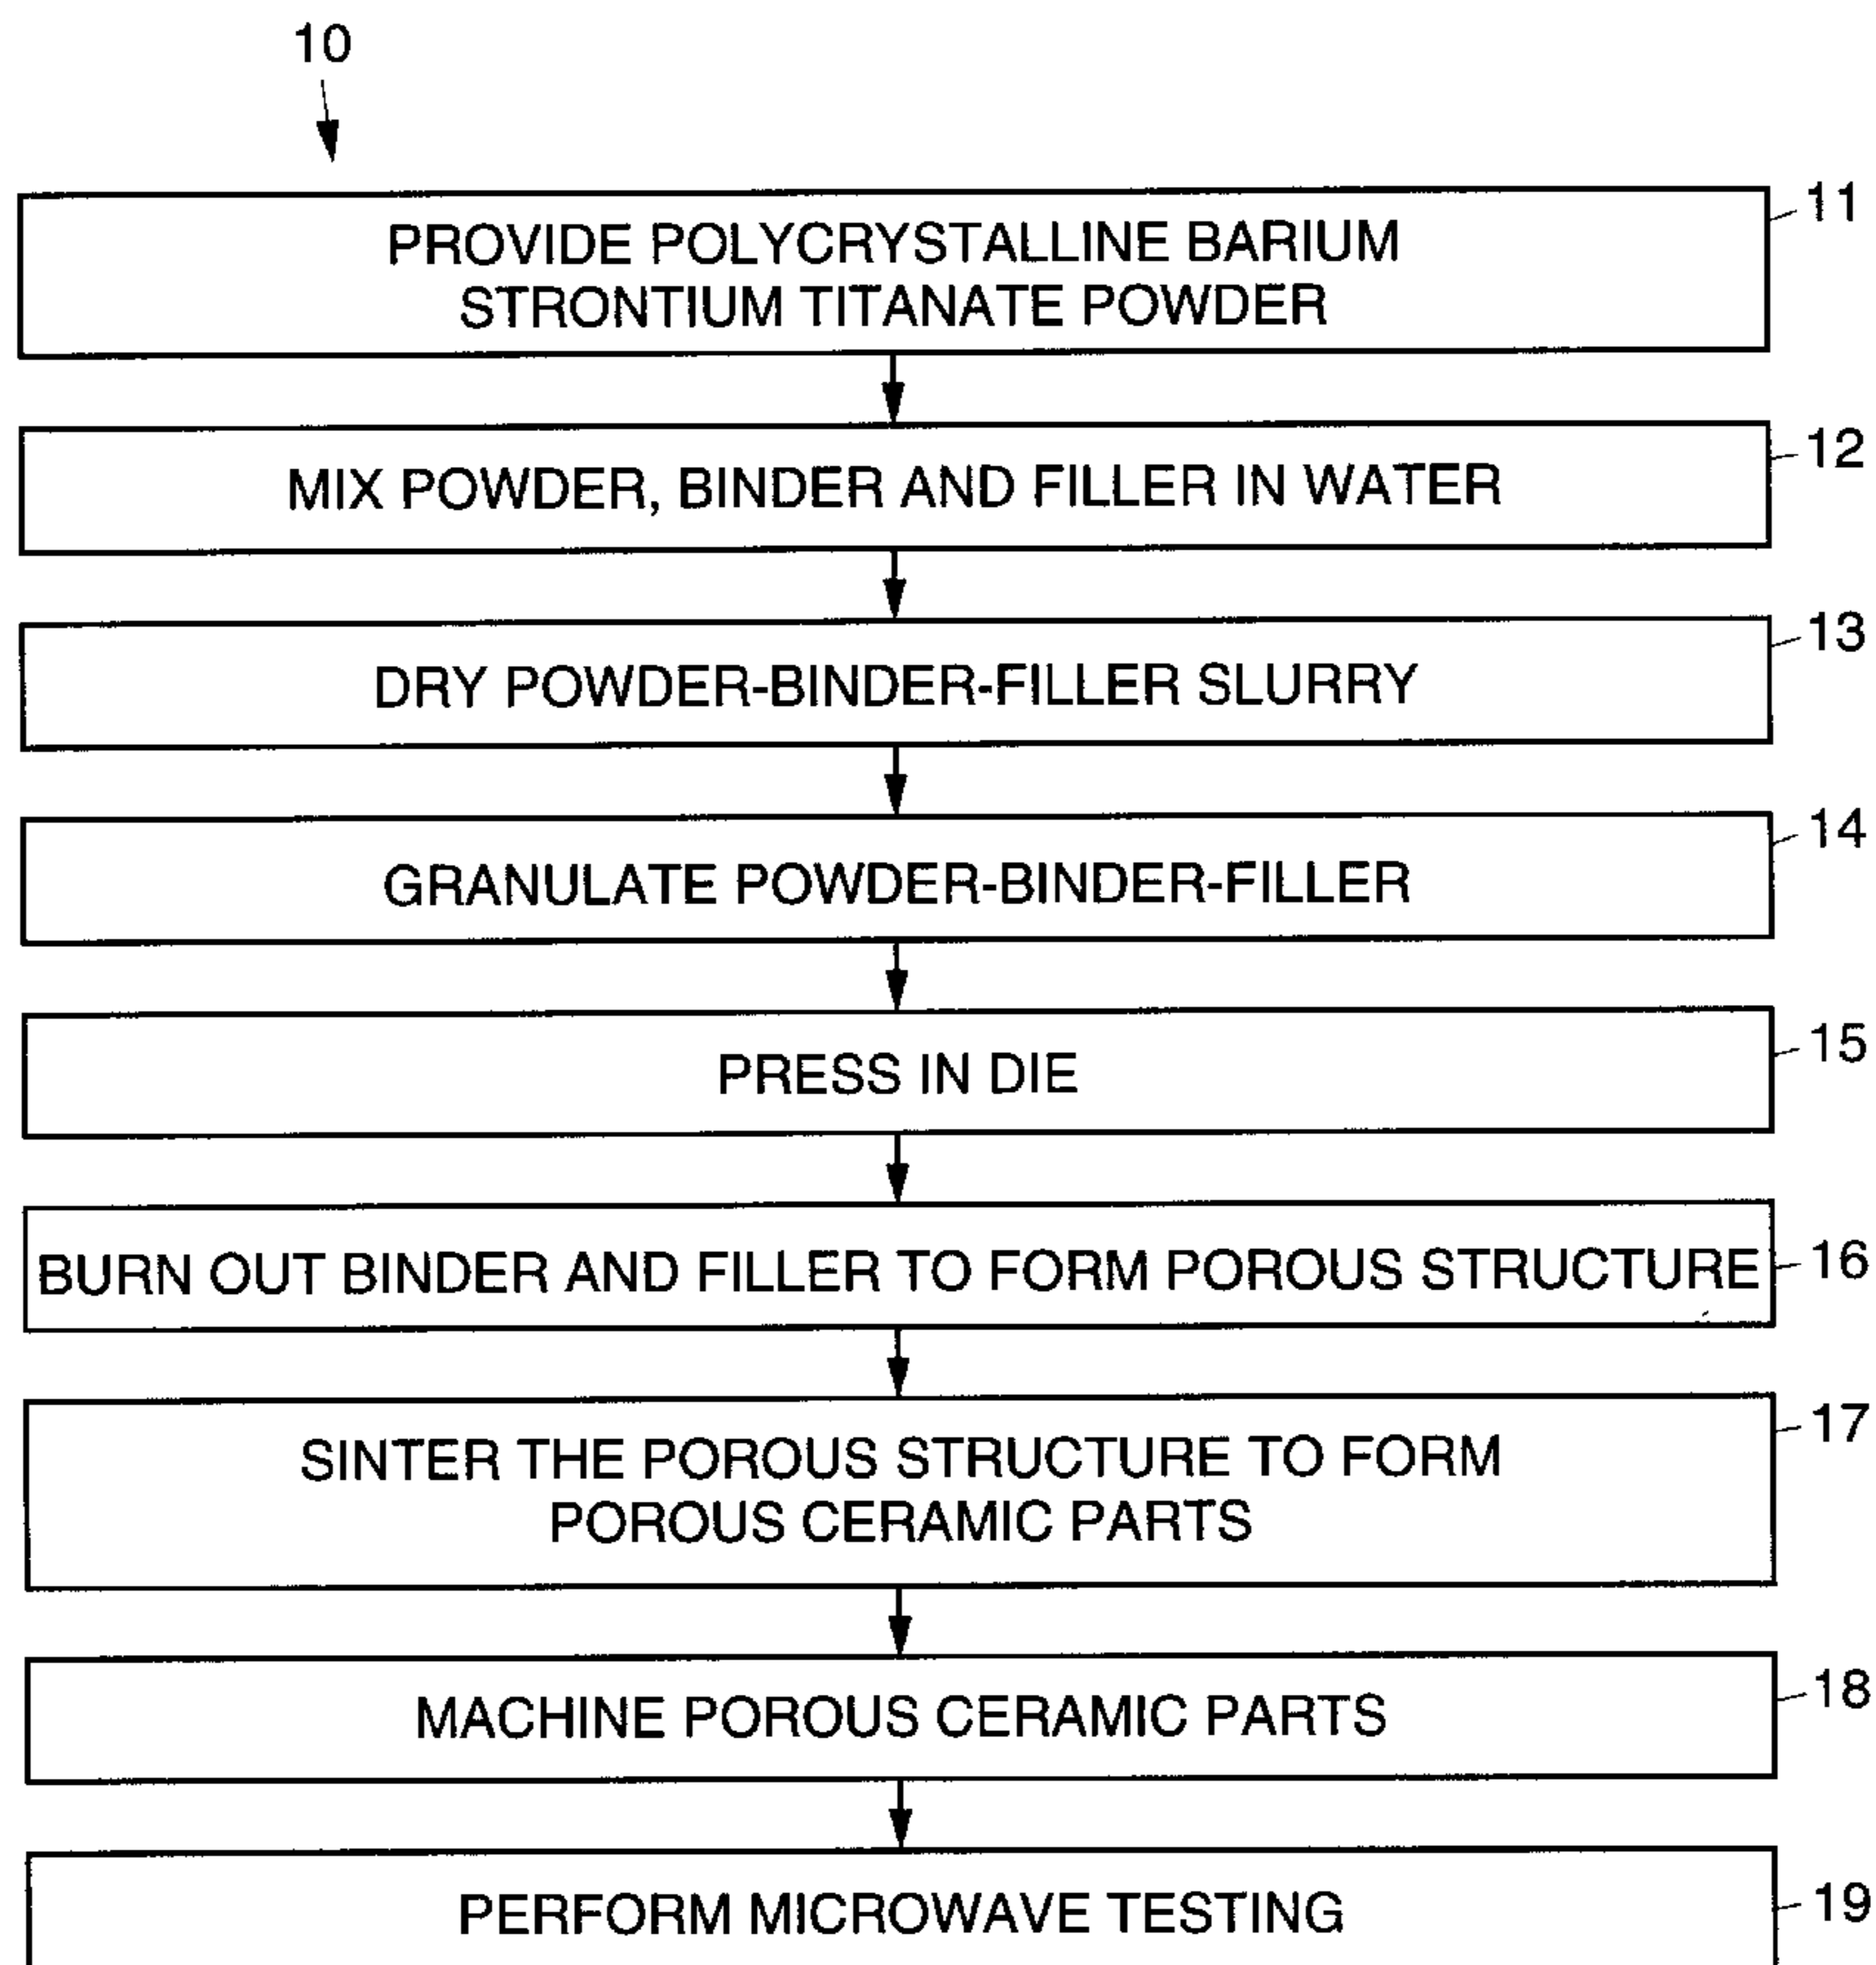 10
PROVIDE POLYCRYSTALLINE BARIUM
STRONTIUM TITANATE POWDER
11
MIX POWDER, BINDER AND FILLER IN WATER
12
DRY POWDER-BINDER-FILLER SLURRY
13
GRANULATE POWDER-BINDER-FILLER
14
PRESS IN DIE
15
BURN OUT BINDER AND FILLER TO FORM POROUS STRUCTURE
16
SINTER THE POROUS STRUCTURE TO FORM
POROUS CERAMIC PARTS
17
MACHINE POROUS CERAMIC PARTS
18
PERFORM MICROWAVE TESTING
19